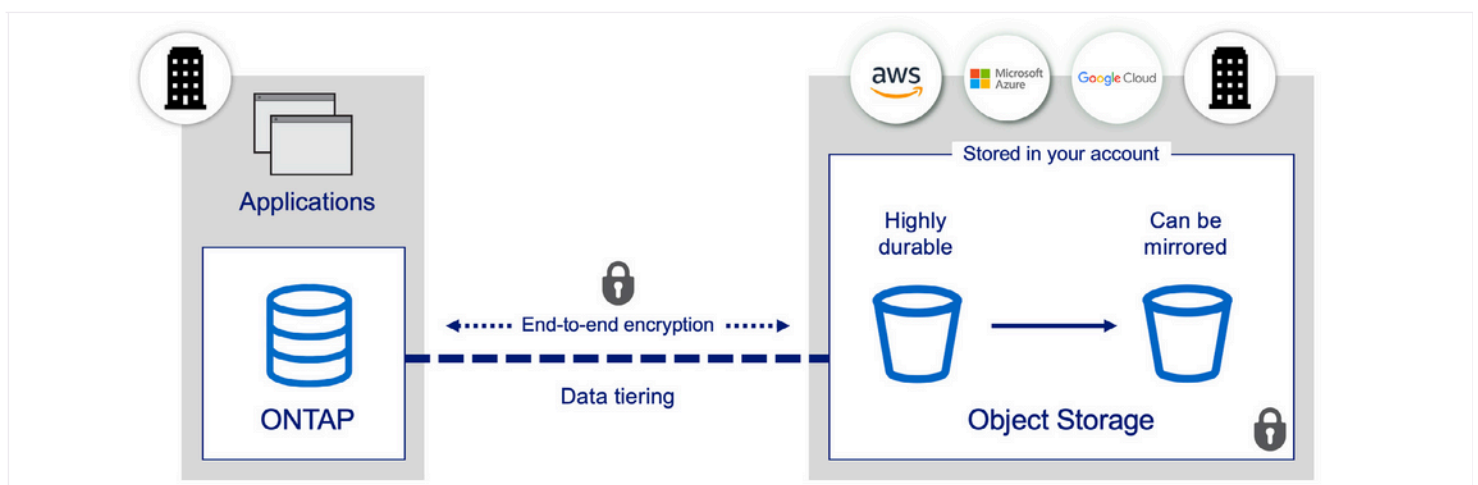 aws
Microsoft
Azure
Google Cloud
Stored in your account
Applications
Highly
durable
Can be
mirrored
End-to-end encryption
Data tiering
ONTAP
Object Storage